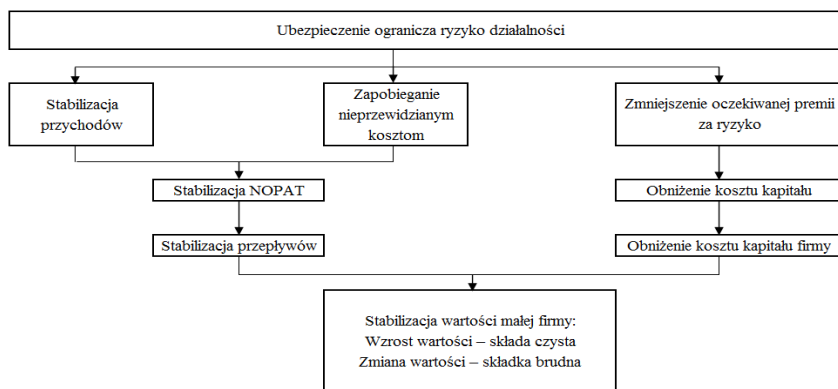 Ubezpieczenie ogranicza ryzyko działalności
Stabilizacja
przychodów
Zapobieganie
nieprzewidzianym
kosztom
Zmniejszenie oczekiwanej premii
za ryzyko
Stabilizacja NOPAT
Obniżenie kosztu kapitału
Stabilizacja przepływów
Obniżenie kosztu kapitału firmy
Stabilizacja wartości małej firmy:
Wzrost wartości – składa czysta
Zmiana wartości – składka brudna